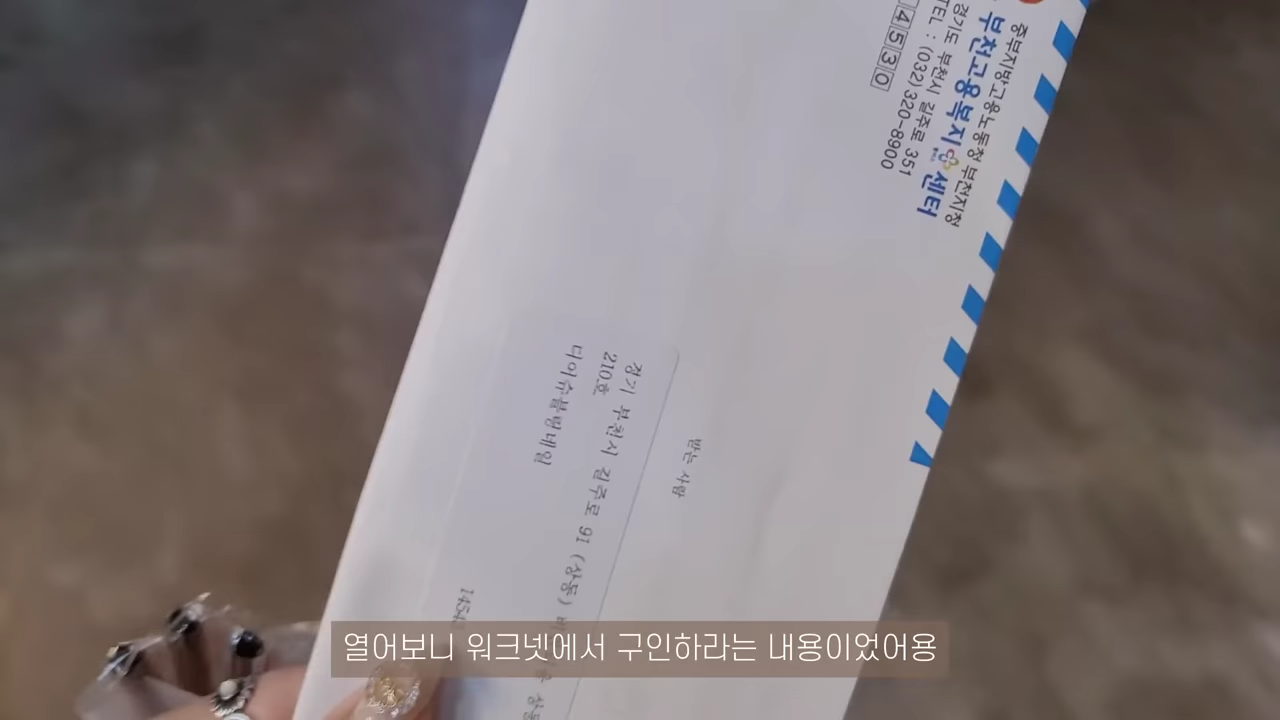 중부지방고용노동청 부천지청
부천고용복지센터
경기도 부천시 길주로 351
TEL : (032)320-8900
14530
받는 사람
경기 부천시 길주로 91 (상동)
210호
디이슈블링네일
열어보니 워크넷에서 구인하라는 내용이었어용